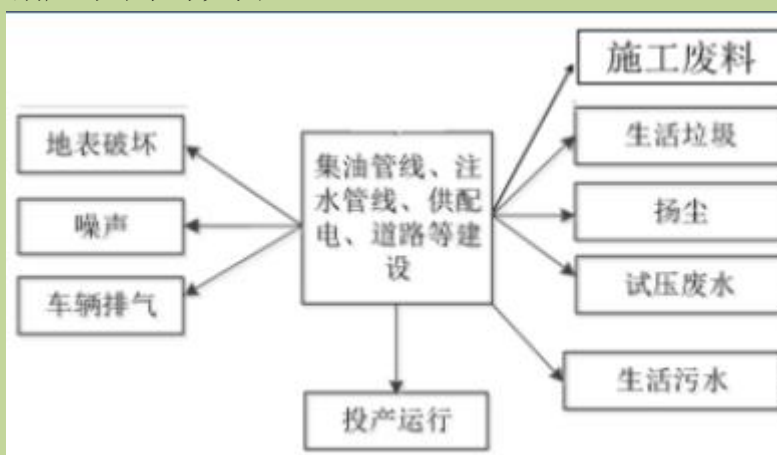 施工废料
地表破坏
生活垃圾
集油管线、注
水管线、供配
电、道路等建
设
噪声
扬尘
车辆排气
试压废水
生活污水
投产运行